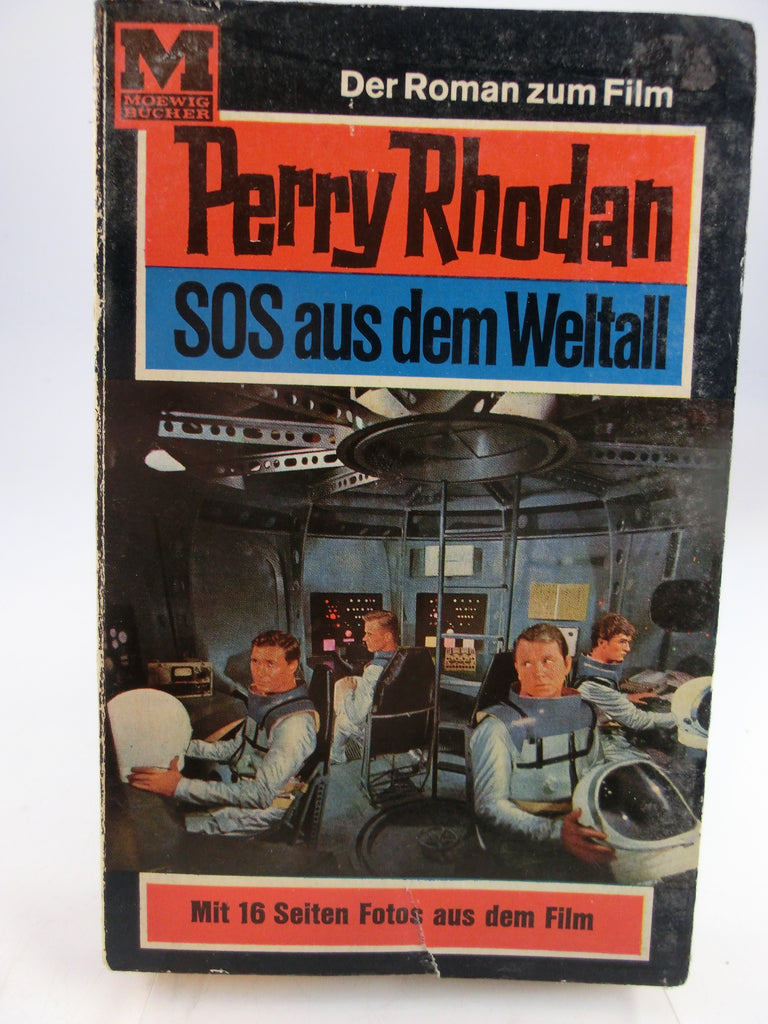 M
MOEWIG
BÜCHER
Der Roman zum Film
Perry Rhodan
SOS aus dem Weltall
Mit 16 Seiten Fotos aus dem Film